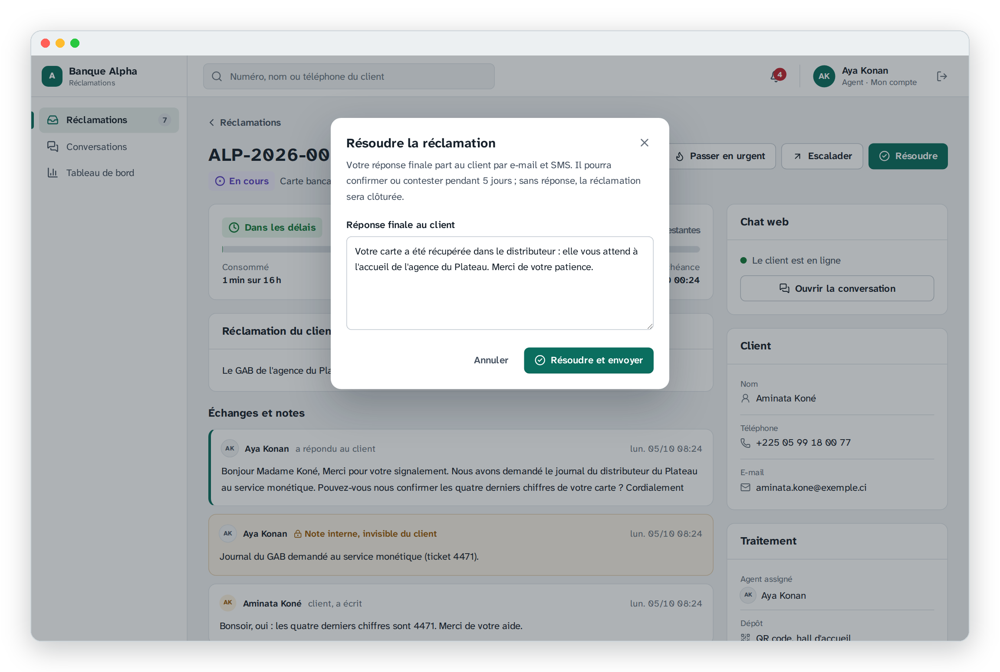 A
Banque Alpha
Réclamations
Numéro, nom ou téléphone du client
4
AK
Aya Konan
Agent · Mon compte
Réclamations
7
Conversations
Tableau de bord
Réclamations
ALP-2026-00
Passer en urgent
Escalader
Résoudre
En cours
Carte
Résoudre la réclamation
Votre réponse finale part au client par e-mail et SMS. Il pourra
confirmer ou contester pendant 5 jours ; sans réponse, la réclamation
sera clôturée.
Réponse finale au client
Votre carte a été récupérée dans le distributeur : elle vous attend à
l'accueil de l'agence du Plateau. Merci de votre patience.
Annuler
Résoudre et envoyer
Dans les délais
Consommé
1 min sur 16 h
00:24
Réclamation du
Le GAB de l'agence du
Échanges et notes
AK
Aya Konan
a répondu au client
lun. 05/10 08:24
Bonjour Madame Koné, Merci pour votre signalement. Nous avons demandé le journal du distributeur du Plateau
au service monétique. Pouvez-vous nous confirmer les quatre derniers chiffres de votre carte ? Cordialement
AK
Aya Konan
Note interne, invisible du client
lun. 05/10 08:24
Journal du GAB demandé au service monétique (ticket 4471).
AK
Aminata Koné
client, a écrit
lun. 05/10 08:24
Bonsoir, oui : les quatre derniers chiffres sont 4471. Merci de votre aide.
Chat web
Le client est en ligne
Ouvrir la conversation
Client
Nom
Aminata Koné
Téléphone
+225 05 99 18 00 77
E-mail
aminata.kone@exemple.ci
Traitement
Agent assigné
AK
Aya Konan
Dépôt
QR code, hall d'accueil